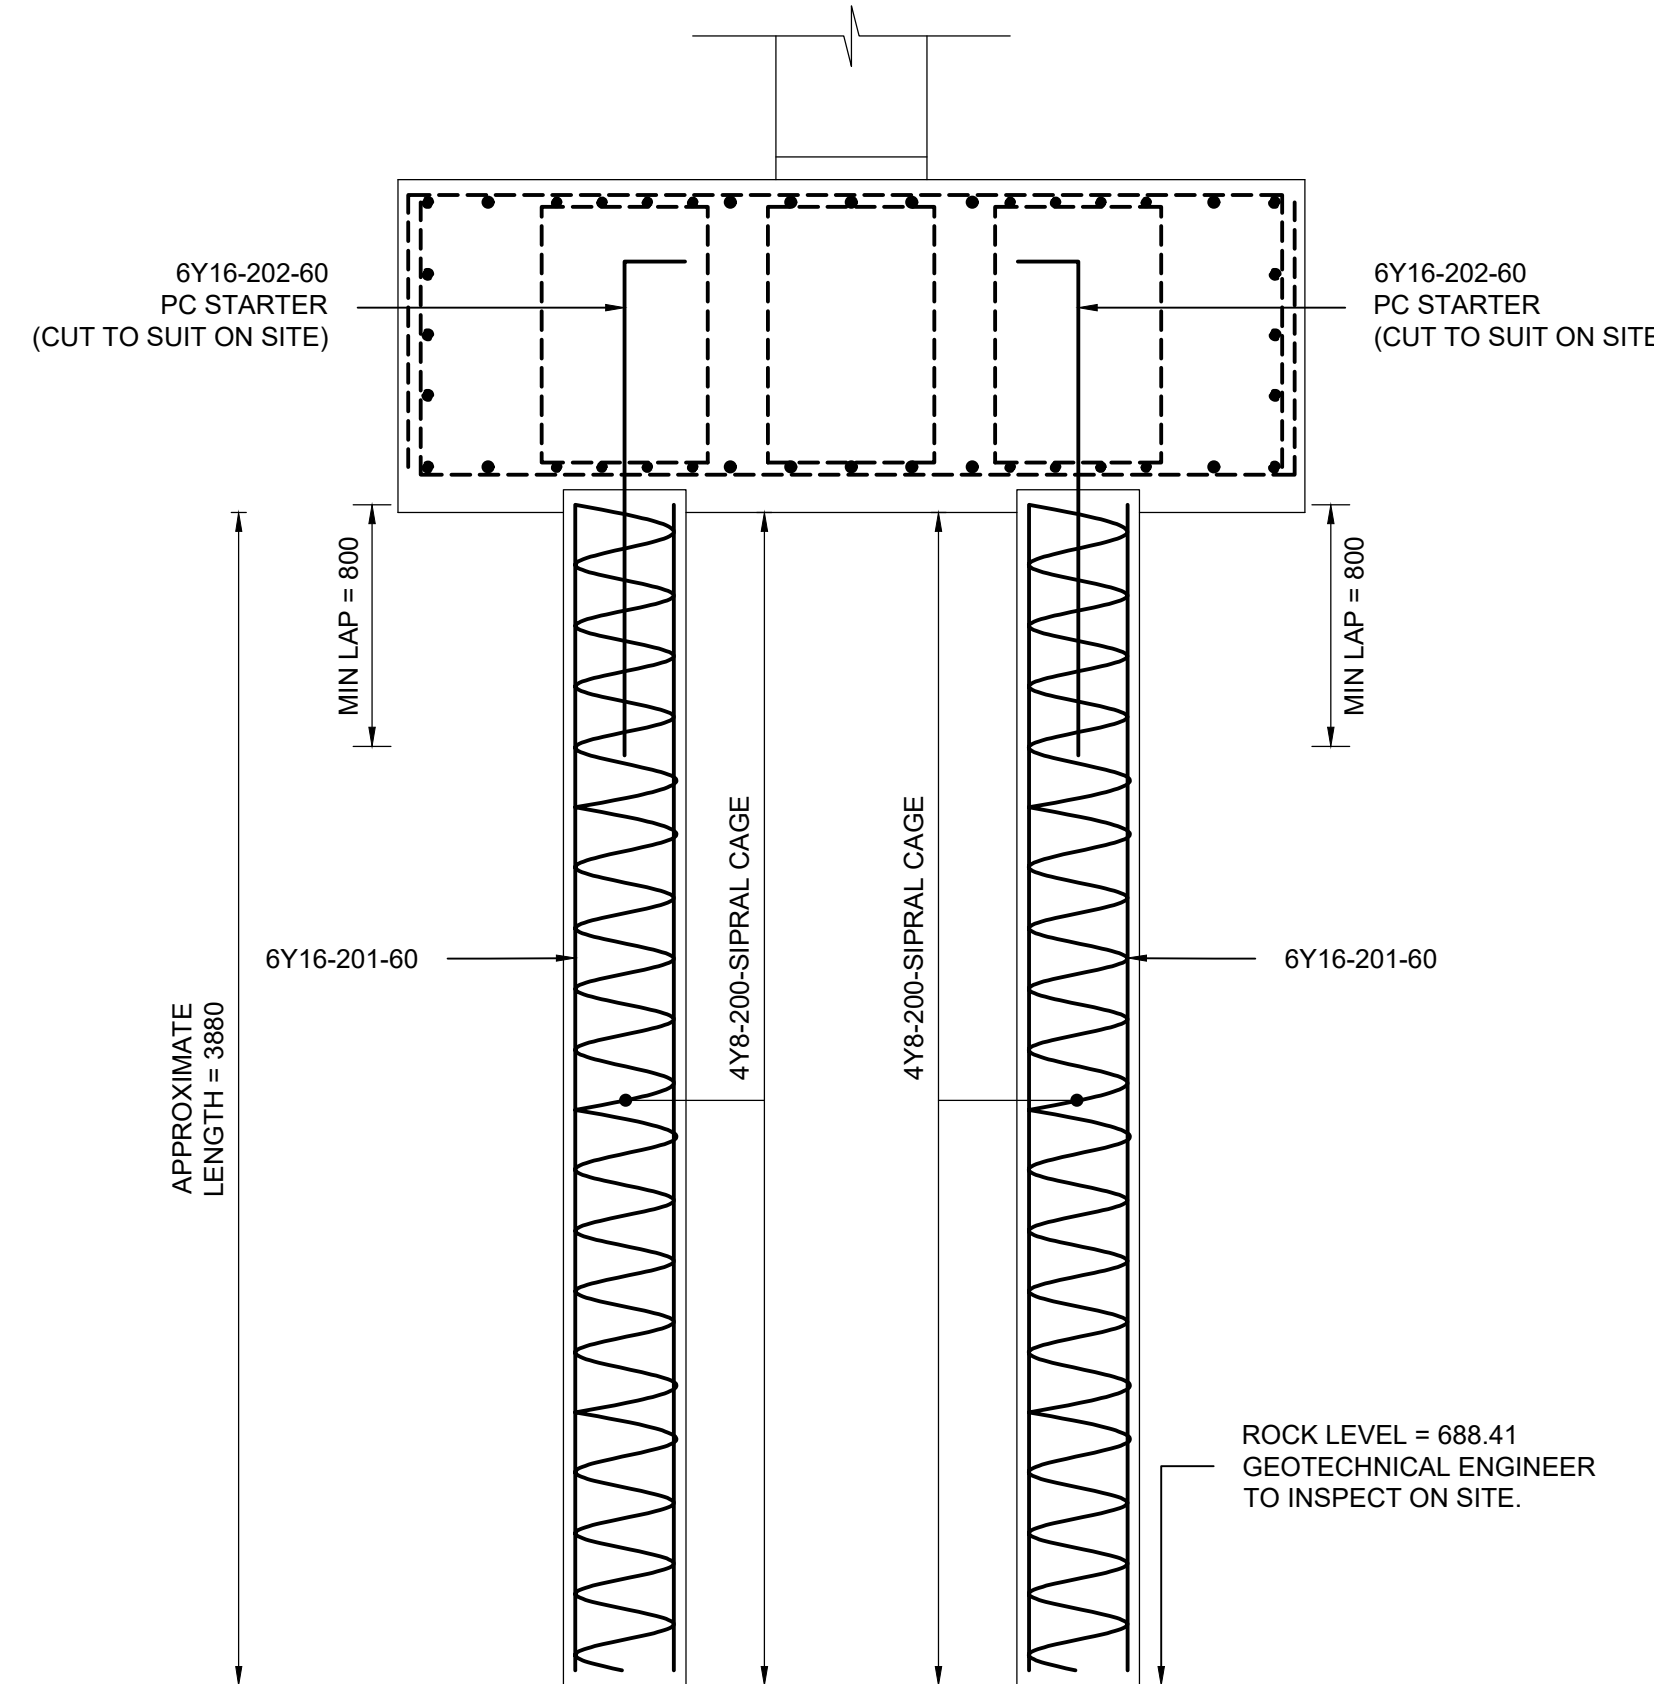 6Y16-202-60
PC STARTER
(CUT TO SUIT ON SITE)
6Y16-202-60
PC STARTER
(CUT TO SUIT ON SITE
MIN LAP = 800
MIN LAP = 800
4Y8-200-SIPRAL CAGE
4Y8-200-SIPRAL CAGE
6Y16-201-60
6Y16-201-60
APPROXIMATE
LENGTH = 3880
ROCK LEVEL = 688.41
GEOTECHNICAL ENGINEER
TO INSPECT ON SITE.